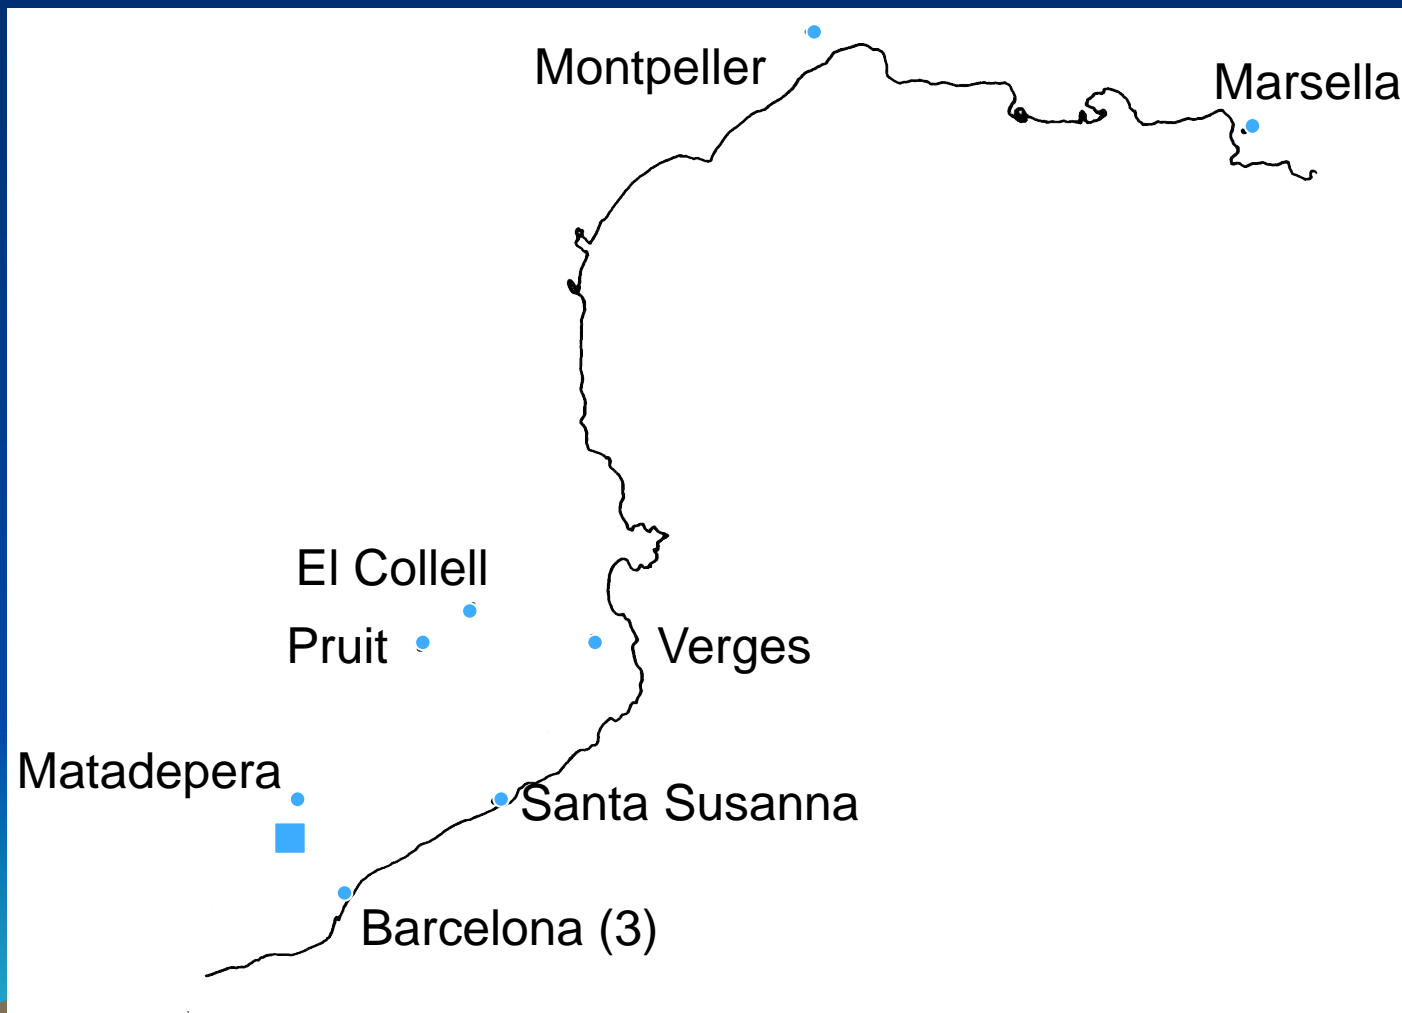 Montpeller
Marsella
El Collell
Pruit
Verges
Matadepera
Santa Susanna
Barcelona (3)